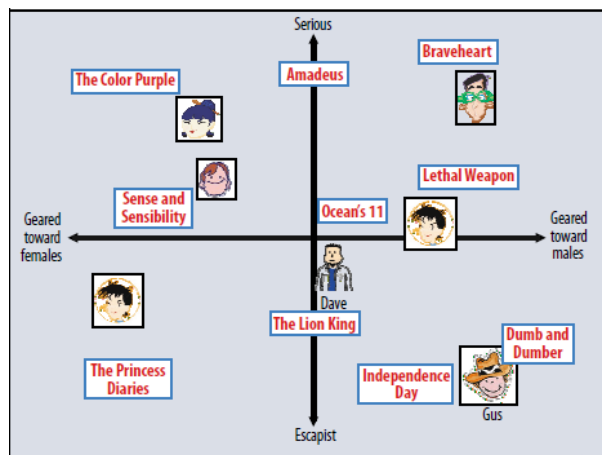 Serious
Braveheart
Amadeus
The Color Purple
Lethal Weapon
Sense and
Sensibility
Ocean's 11
Geared
toward
females
Geared
toward
males
Dave
The Lion King
Dumb and
Dumber
The Princess
Diaries
Independence
Day
Gus
Escapist